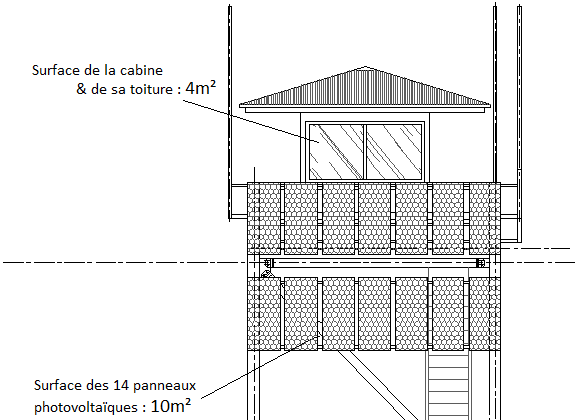 Surface de la cabine
& de sa toiture : 4m²
Surface des 14 panneaux
photovoltaïques : 10m²